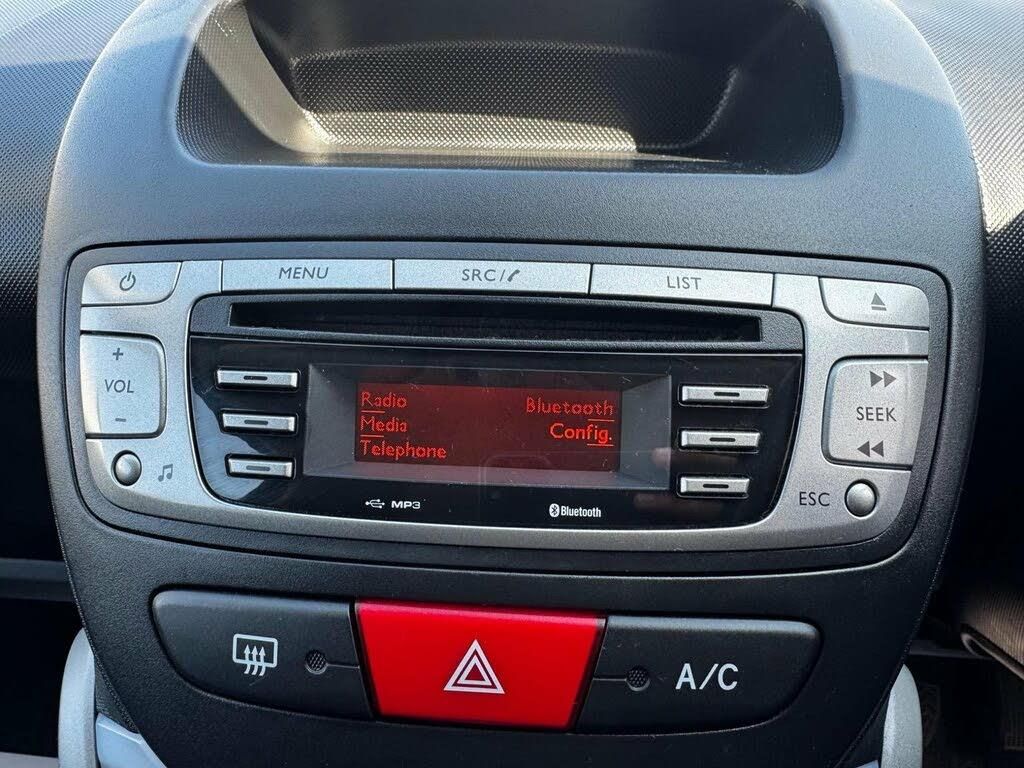 MENU
SRC/
LIST
+
VOL
-
SEEK
ESC
Radio
Media
Telephone
Bluetooth
Config.
MP3
Bluetooth
A/C